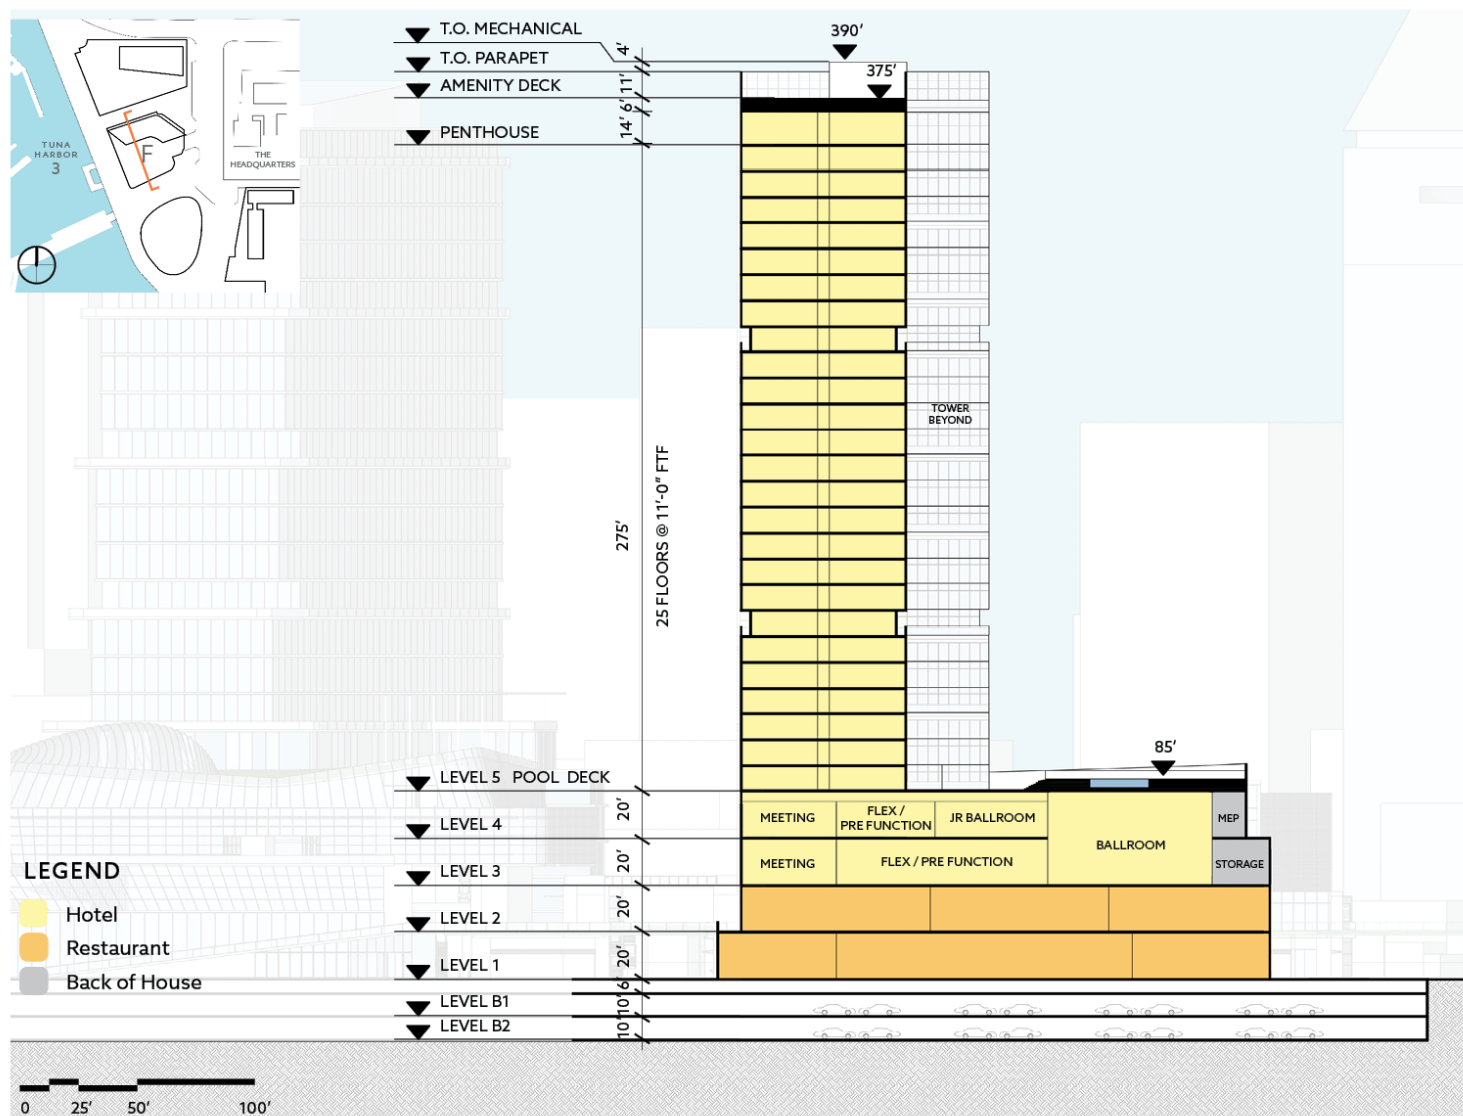 T.O. MECHANICAL
T.O. PARAPET
AMENITY DECK
PENTHOUSE
4'
11'
6'
14'
390'
375'
TUNA
HARBOR
3
F
THE
HEADQUARTERS
TOWER
BEYOND
275'
25 FLOORS @ 11'-0" FTF
85'
LEVEL 5 POOL DECK
LEVEL 4
LEVEL 3
LEVEL 2
LEVEL 1
LEVEL B1
LEVEL B2
20'
20'
20'
20'
6'
10'
10'
MEETING
FLEX /
PRE FUNCTION
JR BALLROOM
BALLROOM
MEP
MEETING
FLEX / PRE FUNCTION
STORAGE
LEGEND
Hotel
Restaurant
Back of House
0 25' 50' 100'